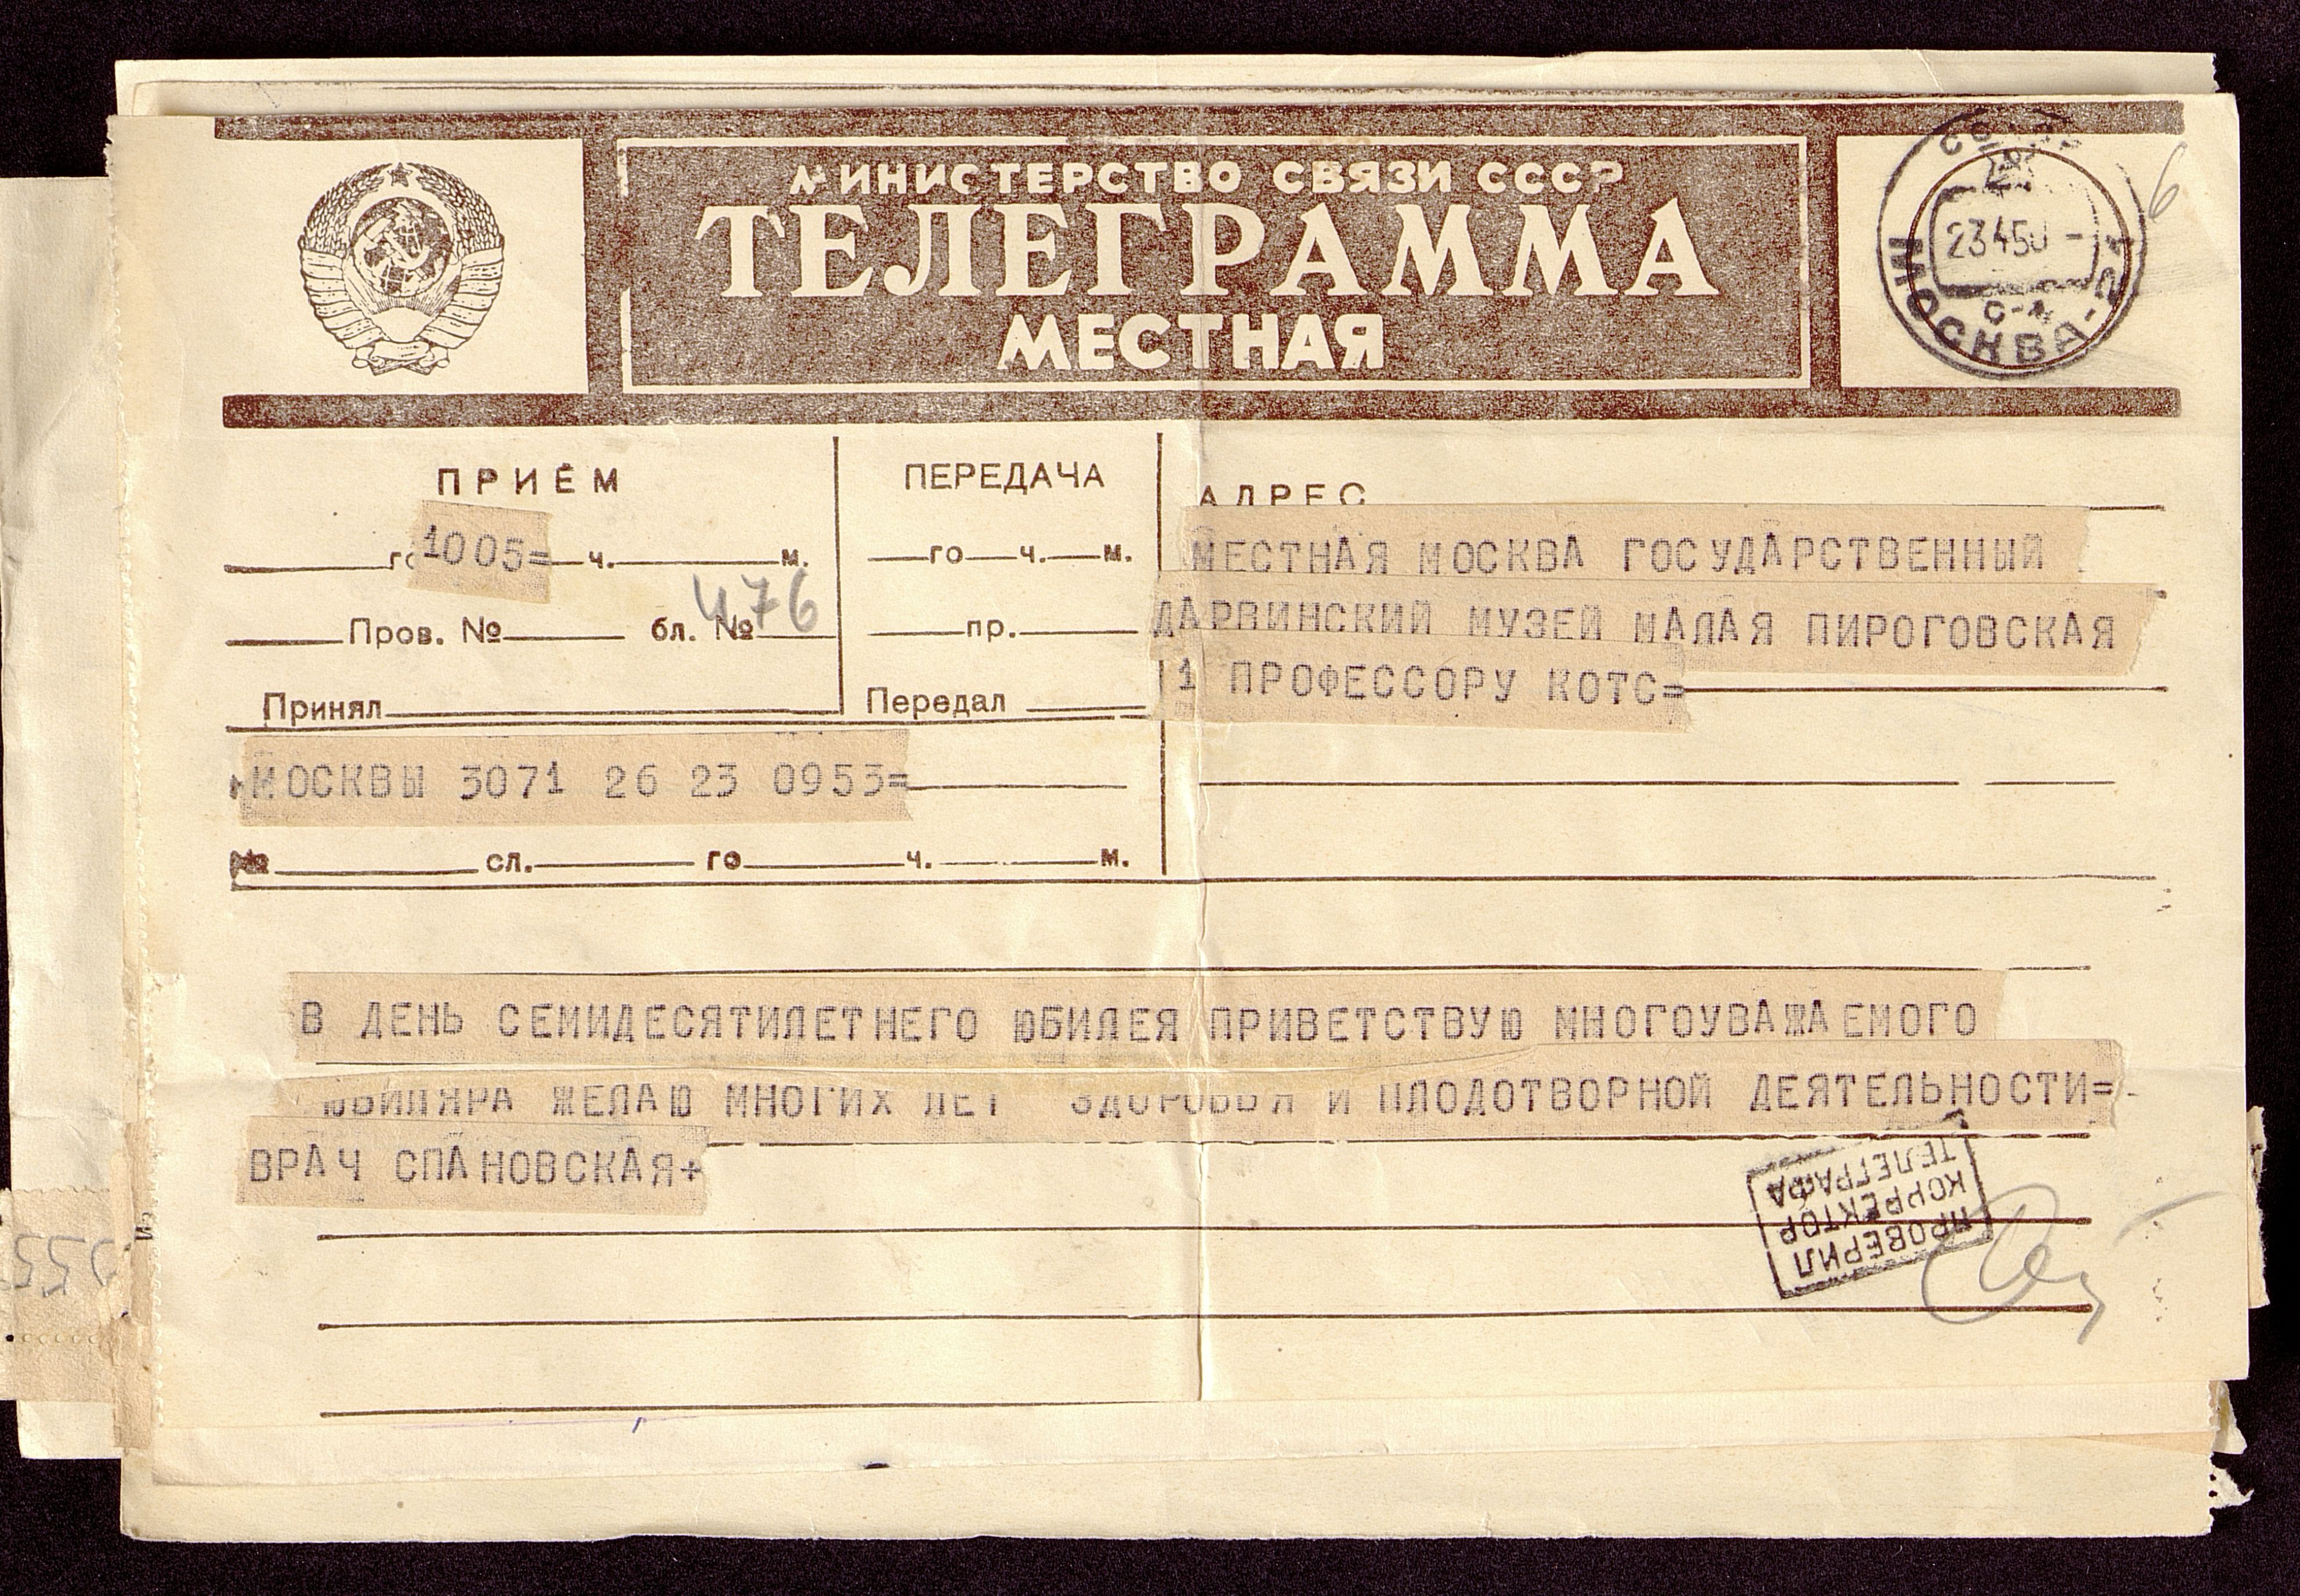 МИНИСТЕРСТВО СВЯЗИ СССР
ТЕЛЕГРАММА
МЕСТНАЯ
23 4 50 -
МОСКВА-21
6
ПРИЁМ
ПЕРЕДАЧА
АДРЕС
го 1005= ч. м.
го ч. м.
МЕСТНАЯ МОСКВА ГОСУДАРСТВЕННЫЙ
Пров. № бл. № 476
пр.
ДАРВИНСКИЙ МУЗЕЙ МАЛАЯ ПИРОГОВСКАЯ
1 ПРОФЕССОРУ КОТС=
Принял
Передал
МОСКВЫ 3071 26 23 0953=
№ сл. го ч. м.
В ДЕНЬ СЕМИДЕСЯТИЛЕТНЕГО ЮБИЛЕЯ ПРИВЕТСТВУЮ МНОГОУВАЖАЕМОГО
ЮБИЛЯРА ЖЕЛАЮ МНОГИХ ЛЕТ ЗДОРОВЬЯ И ПЛОДОТВОРНОЙ ДЕЯТЕЛЬНОСТИ=
ВРАЧ СПАНОВСКАЯ+
ПРОВЕРИЛ
КОРРЕКТОР
ТЕЛЕГРАФА